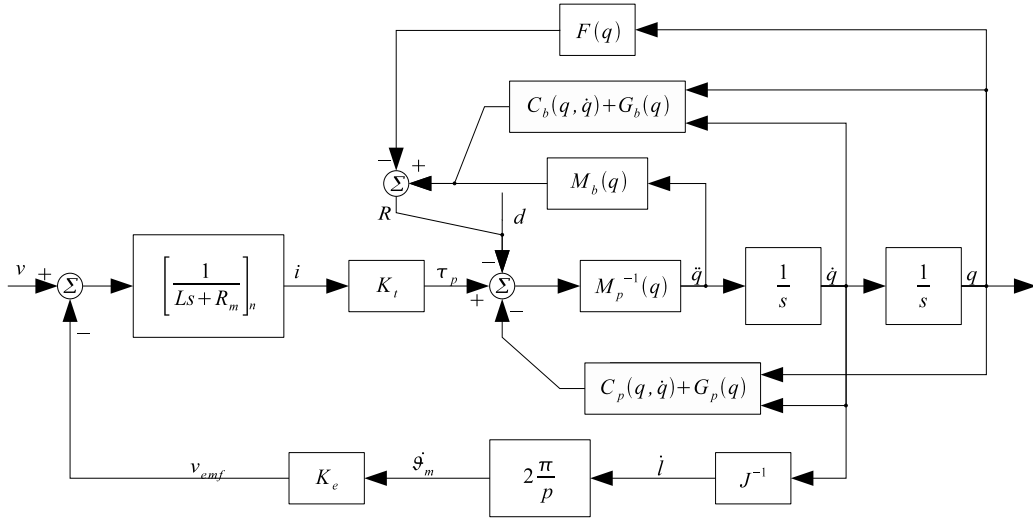 F(q)
C_b(q, q̇)+G_b(q)
− +
Σ
M_b(q)
R
d
v + Σ −
[1/(Ls+R_m)]_n
i
K_t
τ_p
+ − Σ −
M_p^{-1}(q)
q̈
1/s
q̇
1/s
q
C_p(q, q̇)+G_p(q)
v_emf
K_e
ϑ̇_m
2 π/p
l̇
J^{-1}